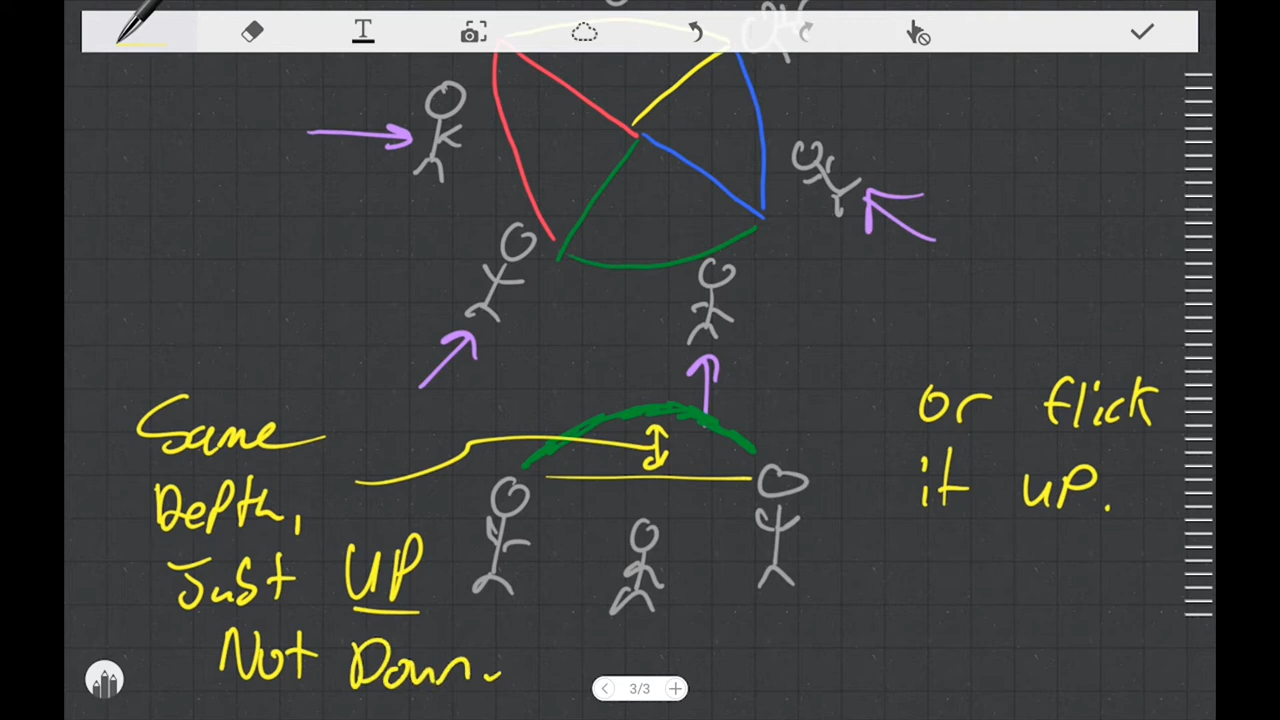 T
Same
Depth,
Just UP
Not Down.
or flick
it up.
3/3